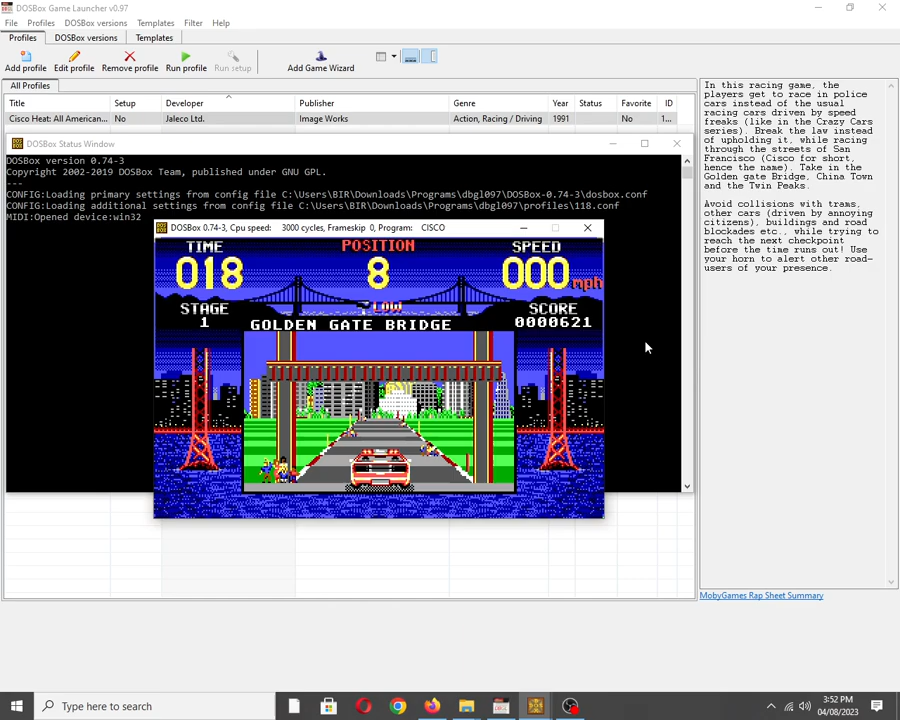 DOSBox Game Launcher v0.97
File Profiles DOSBox versions Templates Filter Help
Profiles DOSBox versions Templates
Add profile Edit profile Remove profile Run profile Run setup Add Game Wizard
All Profiles
Title Setup Developer Publisher Genre Year Status Favorite ID
Cisco Heat: All American... No Jaleco Ltd. Image Works Action, Racing / Driving 1991 No 1...
DOSBox Status Window
DOSBox version 0.74-3
Copyright 2002-2019 DOSBox Team, published under GNU GPL.
---
CONFIG:Loading primary settings from config file C:\Users\BIR\Downloads\Programs\dbgl097\DOSBox-0.74-3\dosbox.conf
CONFIG:Loading additional settings from config file C:\Users\BIR\Downloads\Programs\dbgl097\profiles\118.conf
MIDI:Opened device:win32
DOSBox 0.74-3, Cpu speed: 3000 cycles, Frameskip 0, Program: CISCO
TIME POSITION SPEED
018 8 000 mph
LOW
STAGE SCORE
1 GOLDEN GATE BRIDGE 0000621
In this racing game, the
players get to race in police
cars instead of the usual
racing cars driven by speed
freaks (like in the Crazy Cars
series). Break the law instead
of upholding it, while racing
through the streets of San
Francisco (Cisco for short,
hence the name). Take in the
Golden gate Bridge, China Town
and the Twin Peaks.
Avoid collisions with trams,
other cars (driven by annoying
citizens), buildings and road
blockades etc., while trying to
reach the next checkpoint
before the time runs out! Use
your horn to alert other road-
users of your presence.
MobyGames Rap Sheet Summary
Type here to search
3:52 PM
04/08/2023